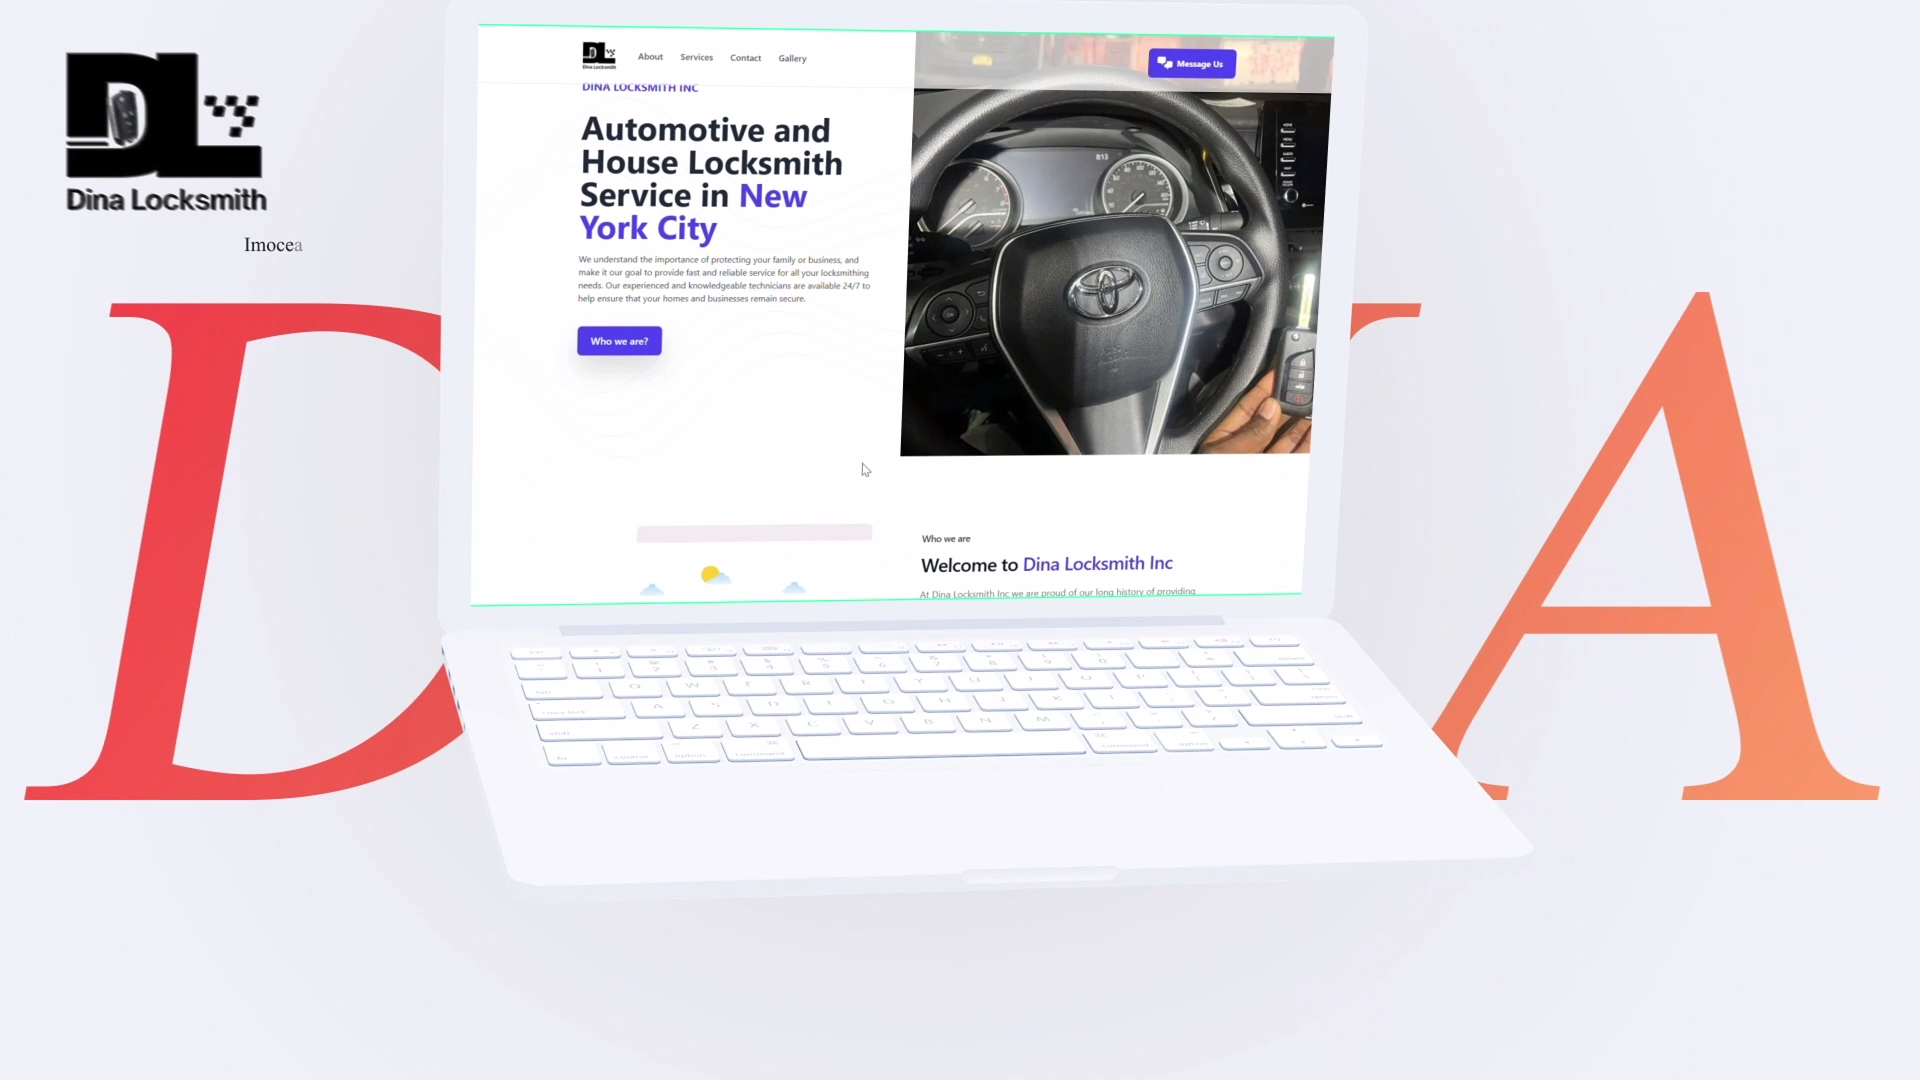 DL
Dina Locksmith
Imocea
D A
DL
Dina Locksmith
About Services Contact Gallery
Message Us
DINA LOCKSMITH INC
Automotive and
House Locksmith
Service in New
York City
We understand the importance of protecting your family or business, and
make it our goal to provide fast and reliable service for all your locksmithing
needs. Our experienced and knowledgeable technicians are available 24/7 to
help ensure that your homes and businesses remain secure.
Who we are?
Who we are
Welcome to Dina Locksmith Inc
At Dina Locksmith Inc we are proud of our long history of providing